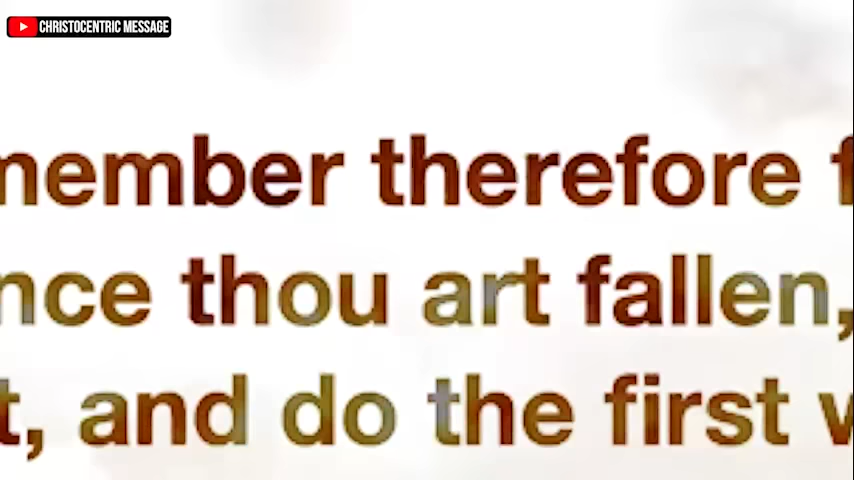 CHRISTOCENTRIC MESSAGE
member therefore f
nce thou art fallen,
t, and do the first w